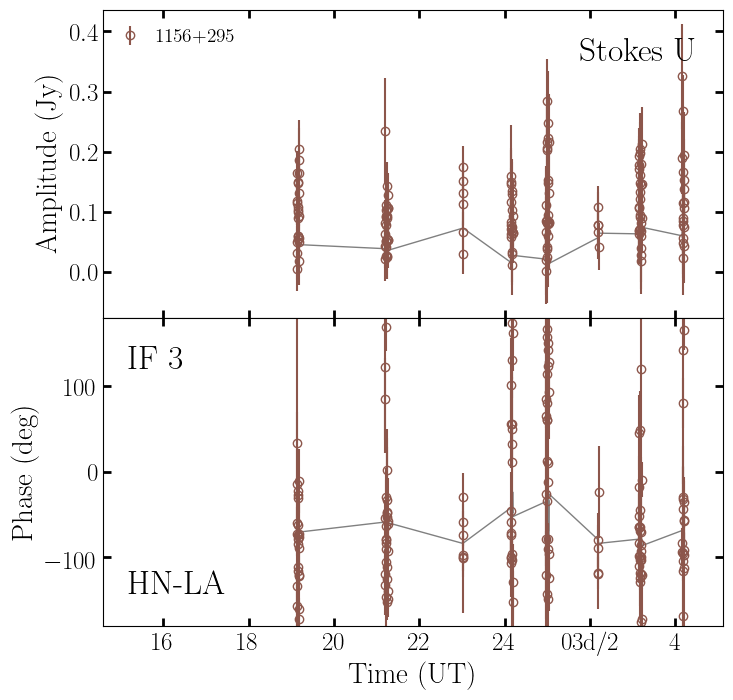 1156+295
Stokes U
Amplitude (Jy)
0.4
0.3
0.2
0.1
0.0
IF 3
HN-LA
Phase (deg)
100
0
−100
16 18 20 22 24 03d/2 4
Time (UT)